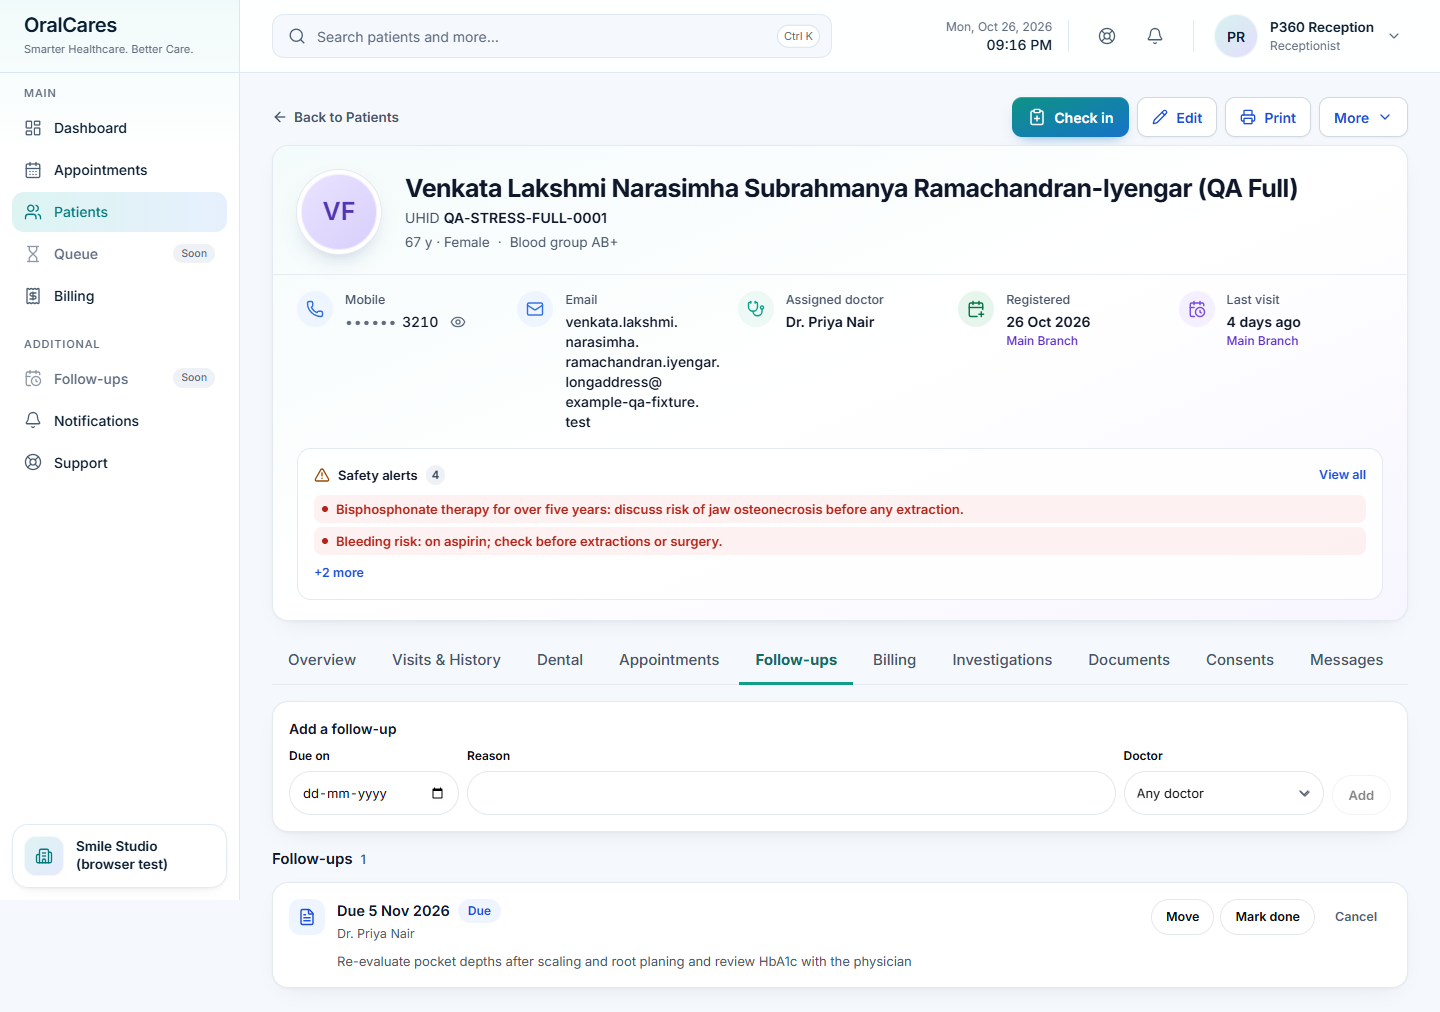 OralCares
Smarter Healthcare. Better Care.
MAIN
Dashboard
Appointments
Patients
Queue Soon
Billing
ADDITIONAL
Follow-ups Soon
Notifications
Support
Smile Studio
(browser test)
Search patients and more... Ctrl K
Mon, Oct 26, 2026
09:16 PM
PR
P360 Reception
Receptionist
Back to Patients
Check in
Edit
Print
More
VF
Venkata Lakshmi Narasimha Subrahmanya Ramachandran-Iyengar (QA Full)
UHID QA-STRESS-FULL-0001
67 y · Female · Blood group AB+
Mobile
•••••• 3210
Email
venkata.lakshmi.
narasimha.
ramachandran.iyengar.
longaddress@
example-qa-fixture.
test
Assigned doctor
Dr. Priya Nair
Registered
26 Oct 2026
Main Branch
Last visit
4 days ago
Main Branch
Safety alerts 4
View all
Bisphosphonate therapy for over five years: discuss risk of jaw osteonecrosis before any extraction.
Bleeding risk: on aspirin; check before extractions or surgery.
+2 more
Overview
Visits & History
Dental
Appointments
Follow-ups
Billing
Investigations
Documents
Consents
Messages
Add a follow-up
Due on
dd-mm-yyyy
Reason
Doctor
Any doctor
Add
Follow-ups 1
Due 5 Nov 2026 Due
Dr. Priya Nair
Re-evaluate pocket depths after scaling and root planing and review HbA1c with the physician
Move
Mark done
Cancel